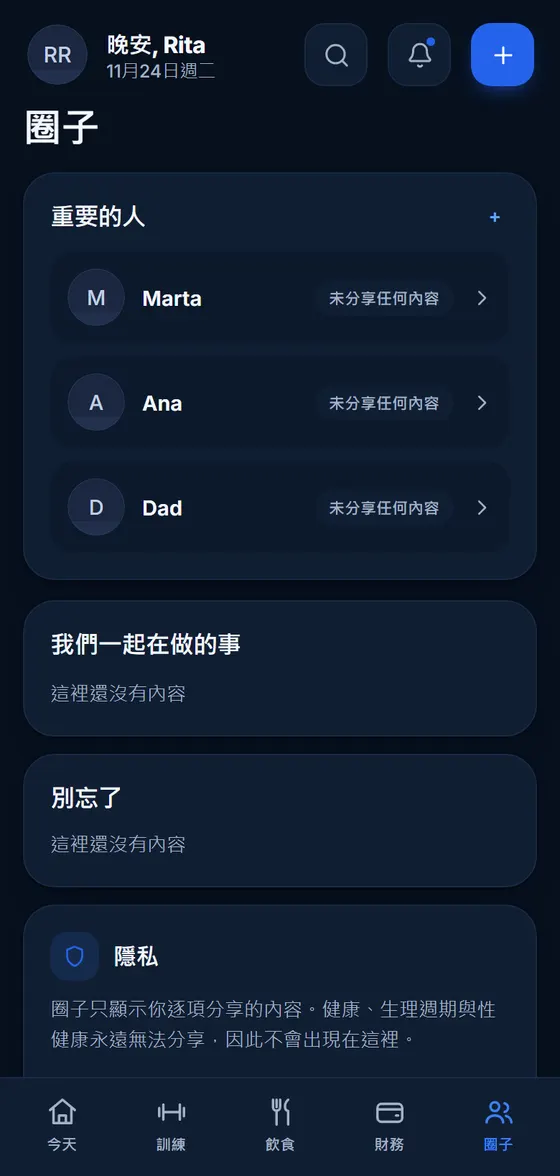 RR
晚安, Rita
11月24日週二
圈子
重要的人
+
M
Marta
未分享任何內容
A
Ana
未分享任何內容
D
Dad
未分享任何內容
我們一起在做的事
這裡還沒有內容
別忘了
這裡還沒有內容
隱私
圈子只顯示你逐項分享的內容。健康、生理週期與性
健康永遠無法分享，因此不會出現在這裡。
今天
訓練
飲食
財務
圈子